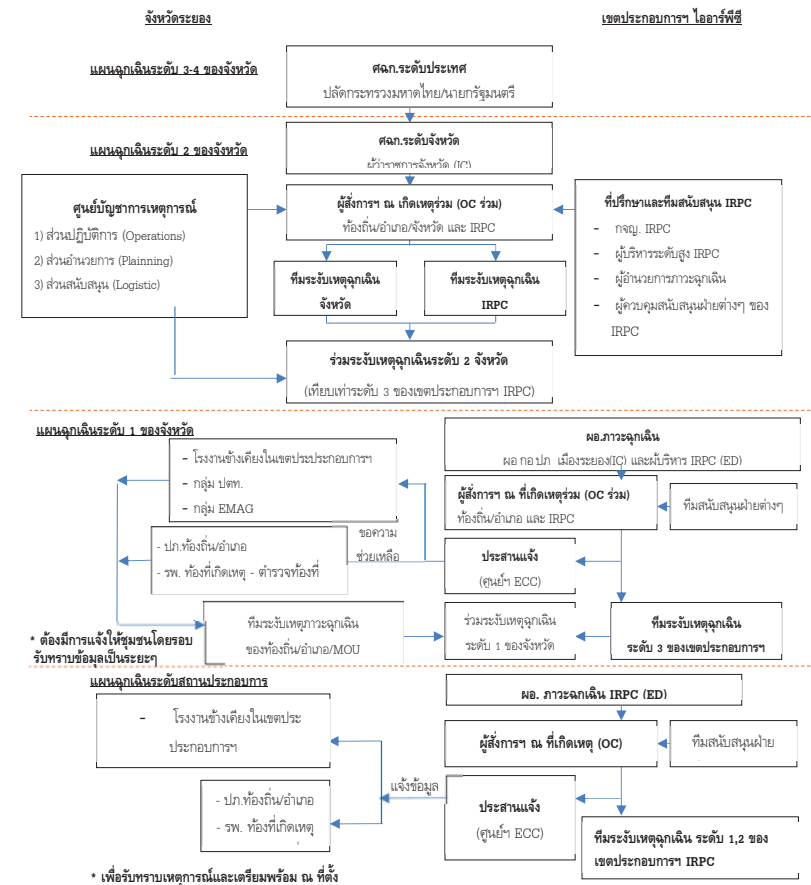 จังหวัดระยอง
เขตประกอบการฯ ไออาร์พีซี
แผนฉุกเฉินระดับ 3-4 ของจังหวัด
ศฉก.ระดับประเทศ
ปลัดกระทรวงมหาดไทย/นายกรัฐมนตรี
แผนฉุกเฉินระดับ 2 ของจังหวัด
ศฉก.ระดับจังหวัด
ผู้ว่าราชการจังหวัด (IC)
ศูนย์บัญชาการเหตุการณ์
1) ส่วนปฏิบัติการ (Operations)
2) ส่วนอำนวยการ (Plainning)
3) ส่วนสนับสนุน (Logistic)
ผู้สั่งการฯ ณ เกิดเหตุร่วม (OC ร่วม)
ท้องถิ่น/อำเภอ/จังหวัด และ IRPC
ที่ปรึกษาและทีมสนับสนุน IRPC
- กจญ. IRPC
- ผู้บริหารระดับสูง IRPC
- ผู้อำนวยการภาวะฉุกเฉิน
- ผู้ควบคุมสนับสนุนฝ่ายต่างๆ ของ
IRPC
ทีมระงับเหตุฉุกเฉิน
จังหวัด
ทีมระงับเหตุฉุกเฉิน
IRPC
ร่วมระงับเหตุฉุกเฉินระดับ 2 จังหวัด
(เทียบเท่าระดับ 3 ของเขตประกอบการฯ IRPC)
แผนฉุกเฉินระดับ 1 ของจังหวัด
ผอ.ภาวะฉุกเฉิน
ผอ กอ ปภ เมืองระยอง(IC) และผู้บริหาร IRPC (ED)
- โรงงานข้างเคียงในเขตประประกอบการฯ
- กลุ่ม ปตท.
- กลุ่ม EMAG
ผู้สั่งการฯ ณ ที่เกิดเหตุร่วม (OC ร่วม)
ท้องถิ่น/อำเภอ และ IRPC
ทีมสนับสนุนฝ่ายต่างๆ
ขอความ
ช่วยเหลือ
- ปภ.ท้องถิ่น/อำเภอ
- รพ. ท้องที่เกิดเหตุ - ตำรวจท้องที่
ประสานแจ้ง
(ศูนย์ฯ ECC)
ทีมระงับเหตุภาวะฉุกเฉิน
ของท้องถิ่น/อำเภอ/MOU
ร่วมระงับเหตุฉุกเฉิน
ระดับ 1 ของจังหวัด
ทีมระงับเหตุฉุกเฉิน
ระดับ 3 ของเขตประกอบการฯ
* ต้องมีการแจ้งให้ชุมชนโดยรอบ
รับทราบข้อมูลเป็นระยะๆ
แผนฉุกเฉินระดับสถานประกอบการ
ผอ. ภาวะฉุกเฉิน IRPC (ED)
- โรงงานข้างเคียงในเขตประ
ประกอบการฯ
ผู้สั่งการฯ ณ ที่เกิดเหตุ (OC)
ทีมสนับสนุนฝ่าย
แจ้งข้อมูล
- ปภ.ท้องถิ่น/อำเภอ
- รพ. ท้องที่เกิดเหตุ
ประสานแจ้ง
(ศูนย์ฯ ECC)
ทีมระงับเหตุฉุกเฉิน ระดับ 1,2 ของ
เขตประกอบการฯ IRPC
* เพื่อรับทราบเหตุการณ์และเตรียมพร้อม ณ ที่ตั้ง